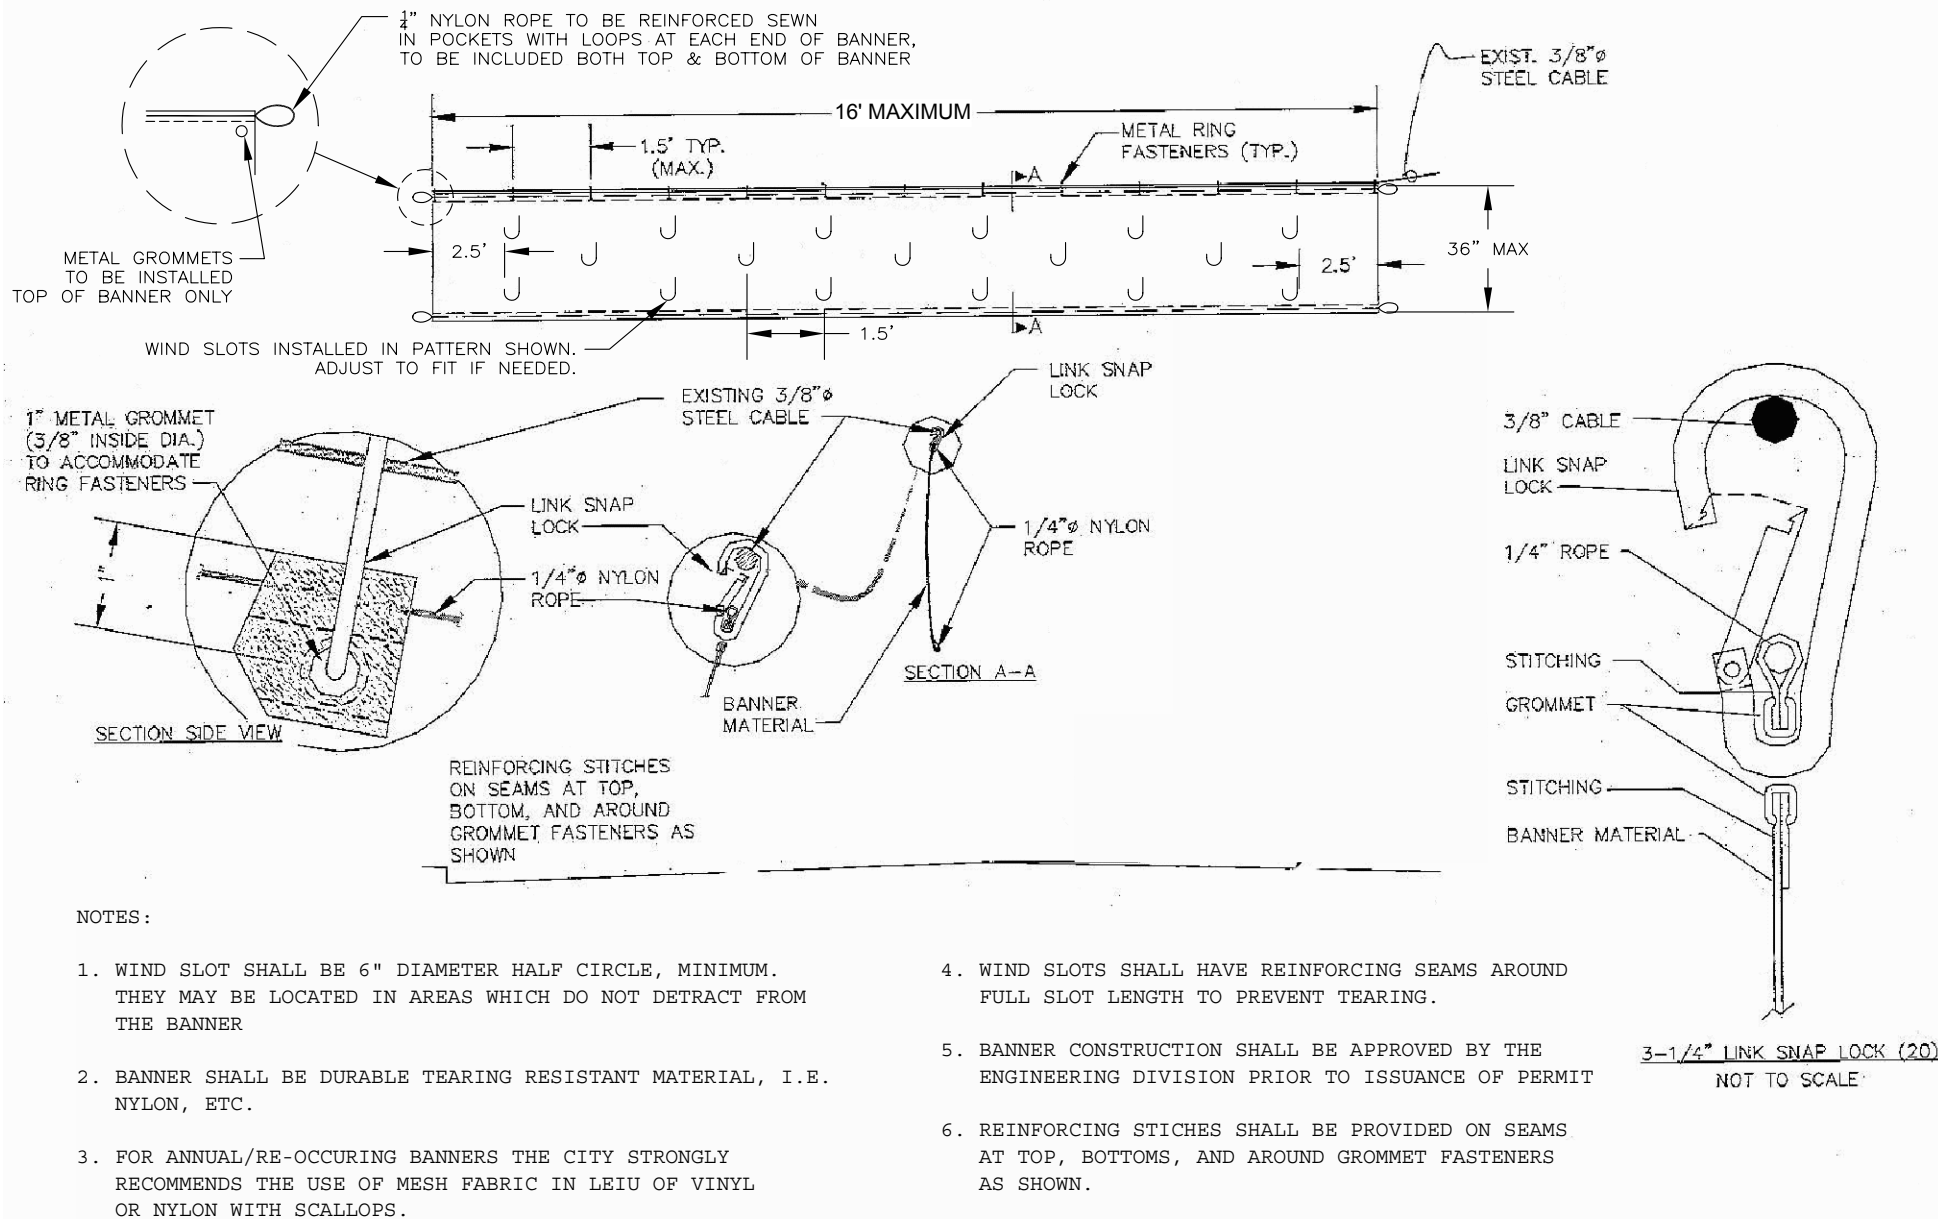 1/4" NYLON ROPE TO BE REINFORCED SEWN
IN POCKETS WITH LOOPS AT EACH END OF BANNER,
TO BE INCLUDED BOTH TOP & BOTTOM OF BANNER
EXIST. 3/8"ø
STEEL CABLE
16' MAXIMUM
1.5' TYP.
(MAX.)
METAL RING
FASTENERS (TYP.)
A
METAL GROMMETS
TO BE INSTALLED
TOP OF BANNER ONLY
2.5'
2.5'
36" MAX
WIND SLOTS INSTALLED IN PATTERN SHOWN.
ADJUST TO FIT IF NEEDED.
1.5'
A
1" METAL GROMMET
(3/8" INSIDE DIA.)
TO ACCOMMODATE
RING FASTENERS
EXISTING 3/8"ø
STEEL CABLE
LINK SNAP
LOCK
LINK SNAP
LOCK
1/4"ø NYLON
ROPE
1/4"ø NYLON
ROPE
1"
SECTION SIDE VIEW
BANNER
MATERIAL
SECTION A-A
REINFORCING STITCHES
ON SEAMS AT TOP,
BOTTOM, AND AROUND
GROMMET FASTENERS AS
SHOWN
3/8" CABLE
LINK SNAP
LOCK
1/4" ROPE
STITCHING
GROMMET
STITCHING
BANNER MATERIAL
3-1/4" LINK SNAP LOCK (20)
NOT TO SCALE
NOTES:
1. WIND SLOT SHALL BE 6" DIAMETER HALF CIRCLE, MINIMUM.
THEY MAY BE LOCATED IN AREAS WHICH DO NOT DETRACT FROM
THE BANNER
2. BANNER SHALL BE DURABLE TEARING RESISTANT MATERIAL, I.E.
NYLON, ETC.
3. FOR ANNUAL/RE-OCCURING BANNERS THE CITY STRONGLY
RECOMMENDS THE USE OF MESH FABRIC IN LEIU OF VINYL
OR NYLON WITH SCALLOPS.
4. WIND SLOTS SHALL HAVE REINFORCING SEAMS AROUND
FULL SLOT LENGTH TO PREVENT TEARING.
5. BANNER CONSTRUCTION SHALL BE APPROVED BY THE
ENGINEERING DIVISION PRIOR TO ISSUANCE OF PERMIT
6. REINFORCING STICHES SHALL BE PROVIDED ON SEAMS
AT TOP, BOTTOMS, AND AROUND GROMMET FASTENERS
AS SHOWN.